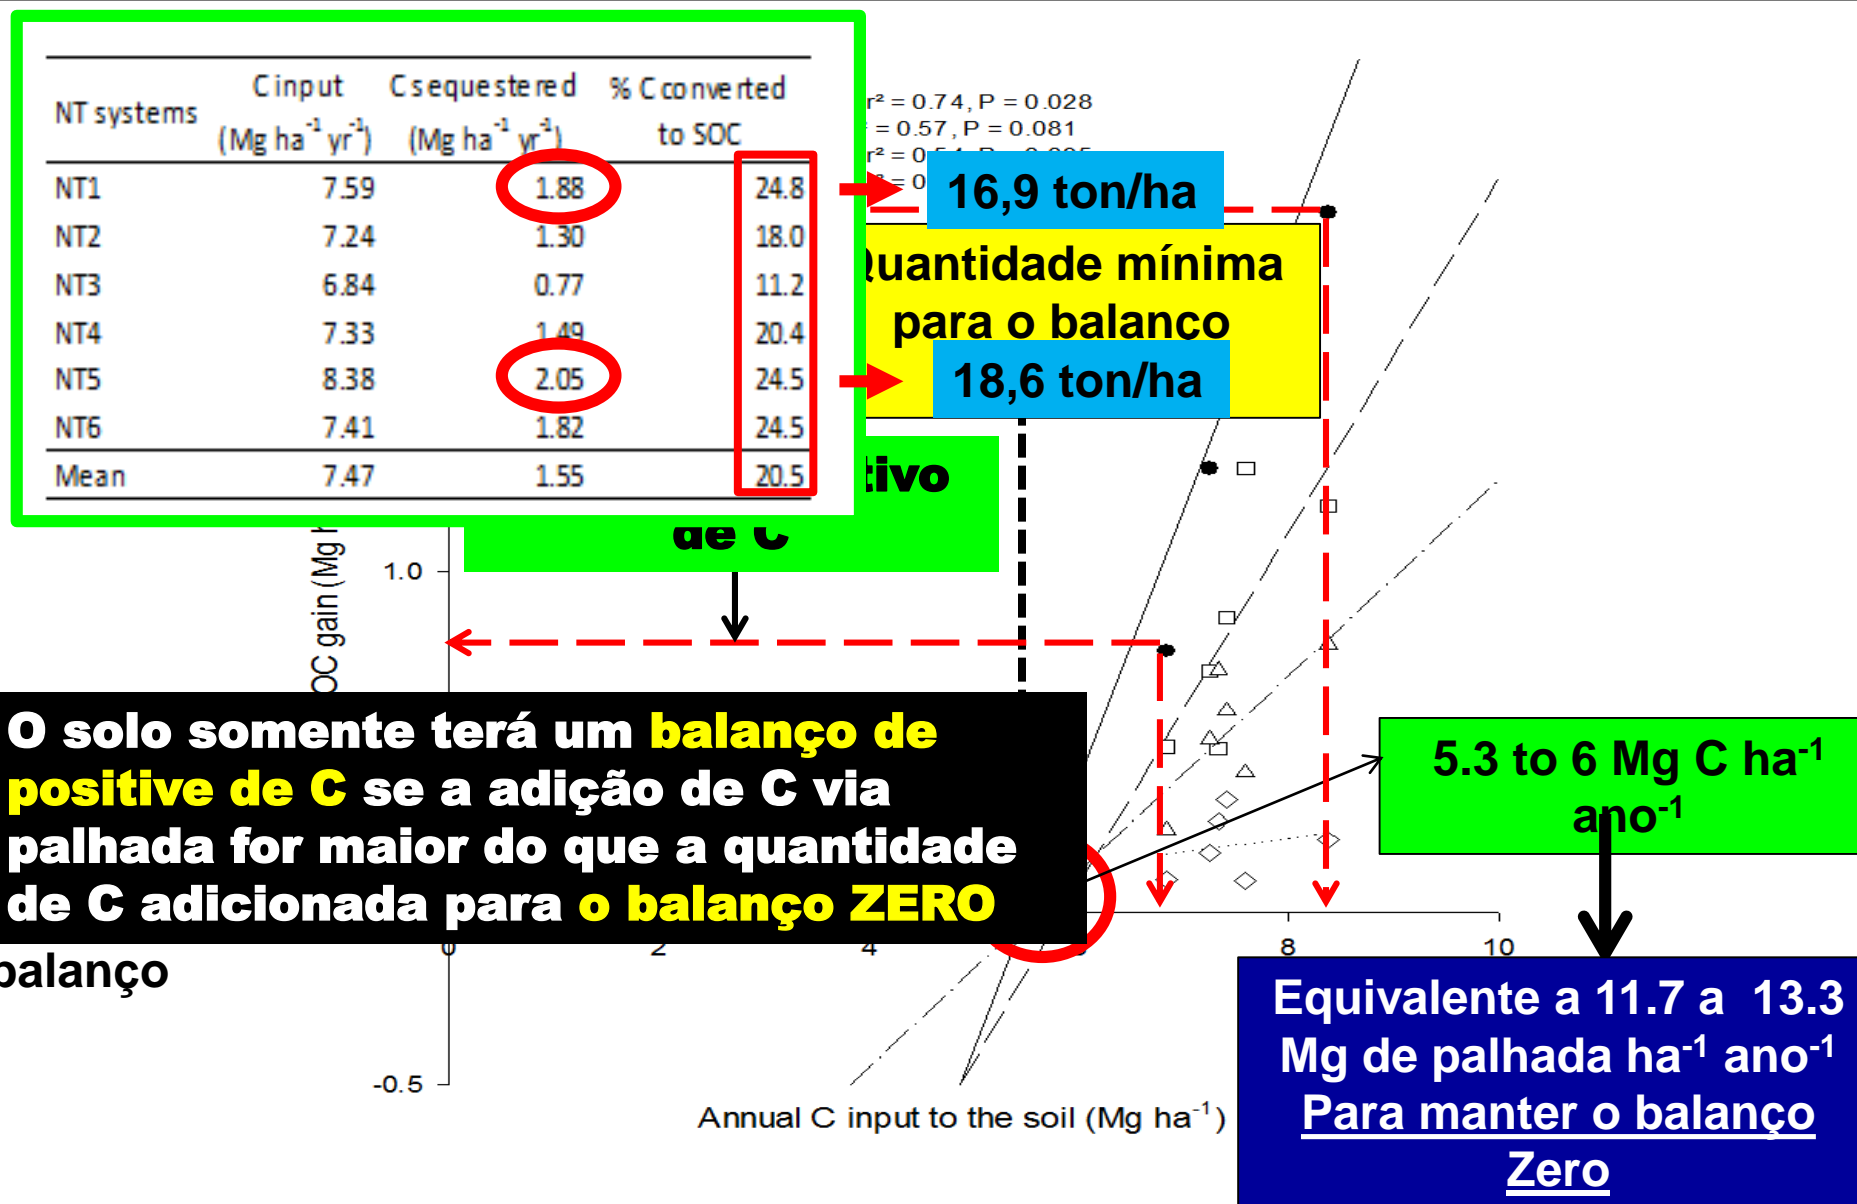 NT systems C input C sequestered % C converted
(Mg ha⁻¹ yr⁻¹) (Mg ha⁻¹ yr⁻¹) to SOC
NT1 7.59 1.88 24.8
NT2 7.24 1.30 18.0
NT3 6.84 0.77 11.2
NT4 7.33 1.49 20.4
NT5 8.38 2.05 24.5
NT6 7.41 1.82 24.5
Mean 7.47 1.55 20.5
r² = 0.74, P = 0.028
= 0.57, P = 0.081
16,9 ton/ha
Quantidade mínima
para o balanço
18,6 ton/ha
de C
1.0
OC gain (Mg
O solo somente terá um balanço de
positive de C se a adição de C via
palhada for maior do que a quantidade
de C adicionada para o balanço ZERO
balanço
5.3 to 6 Mg C ha⁻¹
ano⁻¹
0 2 4 8 10
-0.5
Annual C input to the soil (Mg ha⁻¹)
Equivalente a 11.7 a 13.3
Mg de palhada ha⁻¹ ano⁻¹
Para manter o balanço
Zero